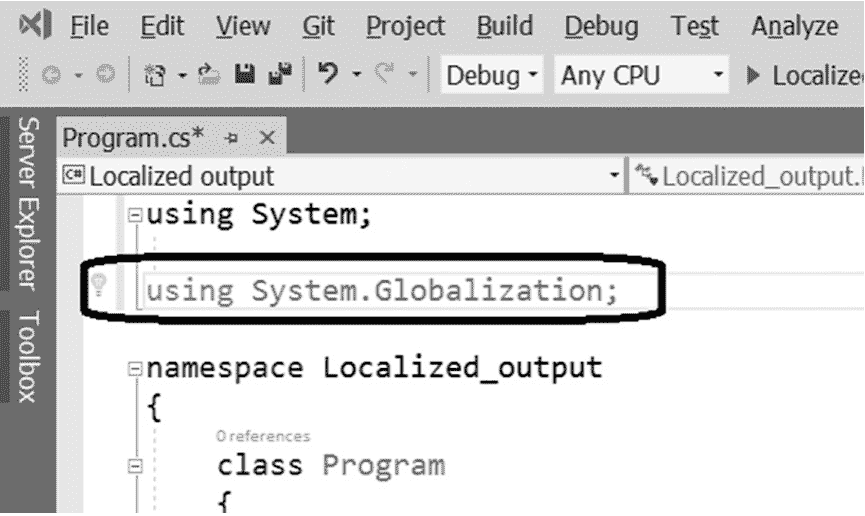 File Edit View Git Project Build Debug Test Analyze
Debug Any CPU
Program.cs*
Server Explorer
Toolbox
C# Localized output
using System;
using System.Globalization;
namespace Localized_output
{
0 references
class Program
{